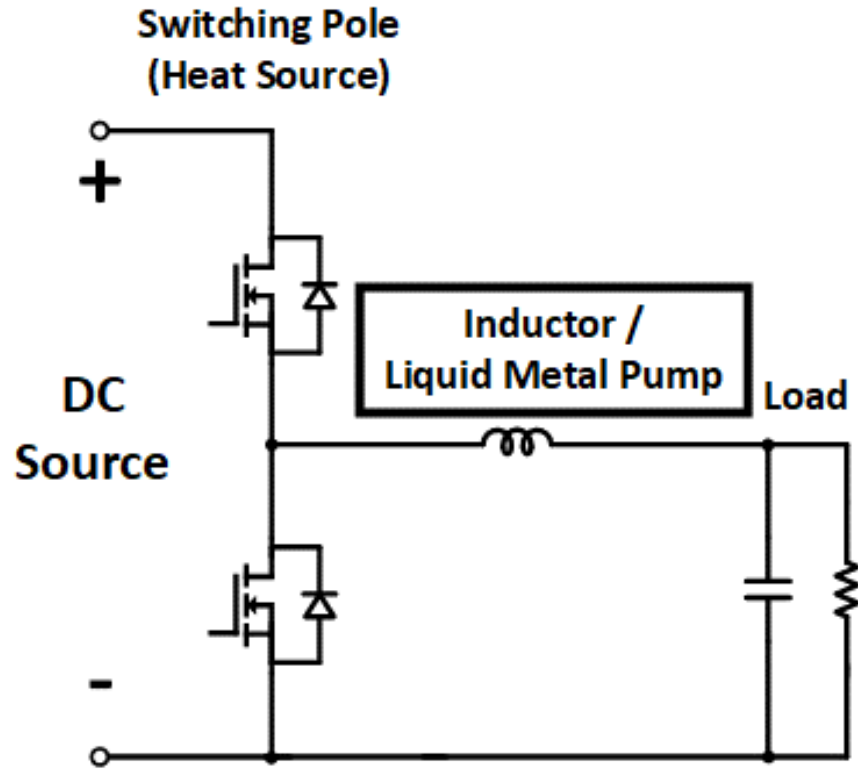 Switching Pole
(Heat Source)
+
Inductor /
Liquid Metal Pump
Load
DC
Source
-